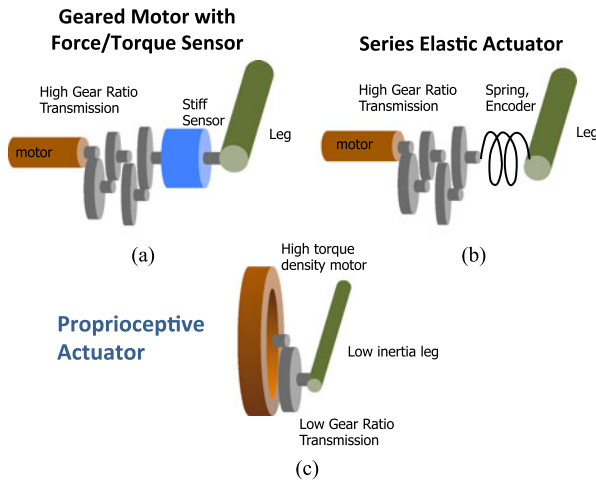 Geared Motor with
Force/Torque Sensor
High Gear Ratio
Transmission
Stiff
Sensor
motor
Leg
(a)
Series Elastic Actuator
High Gear Ratio
Transmission
Spring,
Encoder
motor
Leg
(b)
High torque
density motor
Proprioceptive
Actuator
Low inertia leg
Low Gear Ratio
Transmission
(c)